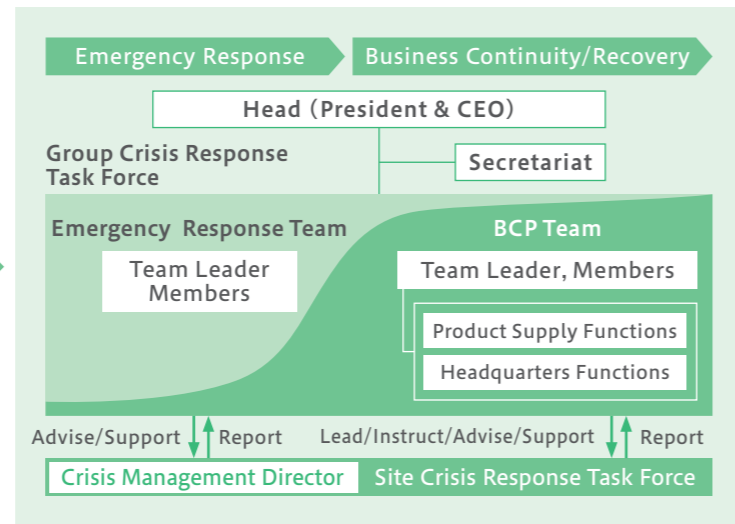 Emergency Response
Business Continuity/Recovery
Head (President & CEO)
Group Crisis Response
Task Force
Secretariat
Emergency Response Team
BCP Team
Team Leader
Members
Team Leader, Members
Product Supply Functions
Headquarters Functions
Advise/Support
Report
Lead/Instruct/Advise/Support
Report
Crisis Management Director
Site Crisis Response Task Force